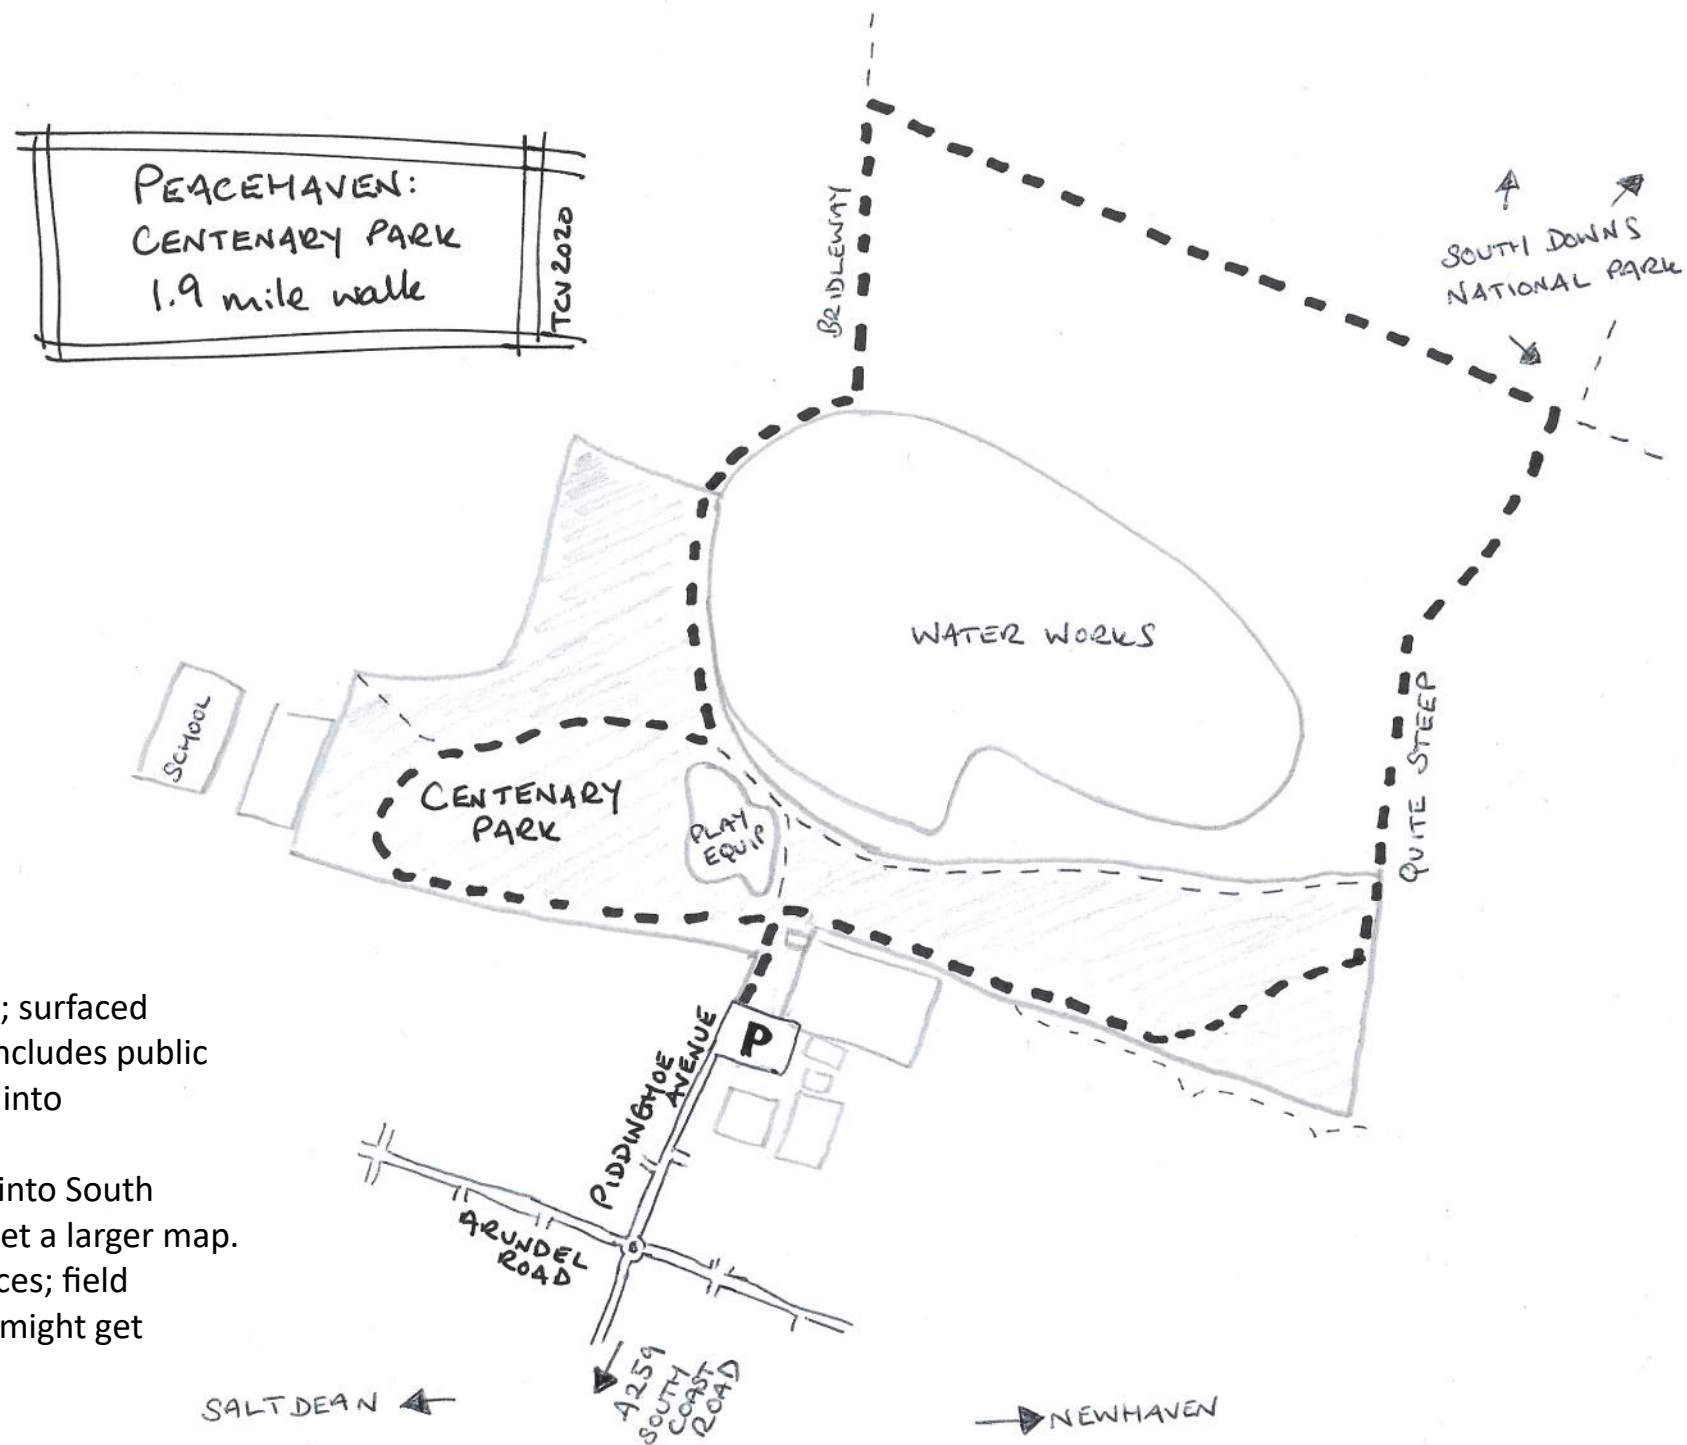 PEACEHAVEN:
CENTENARY PARK
1.9 mile walk
TCV 2020
BRIDLEWAY
SOUTH DOWNS
NATIONAL PARK
WATER WORKS
SCHOOL
CENTENARY
PARK
PLAY
EQUIP
QUITE STEEP
; surfaced
ncludes public
into
into South
et a larger map.
ces; field
might get
P
PIDDINGHOE
AVENUE
ARUNDEL
ROAD
A259
SOUTH
COAST
ROAD
SALTDEAN
NEWHAVEN